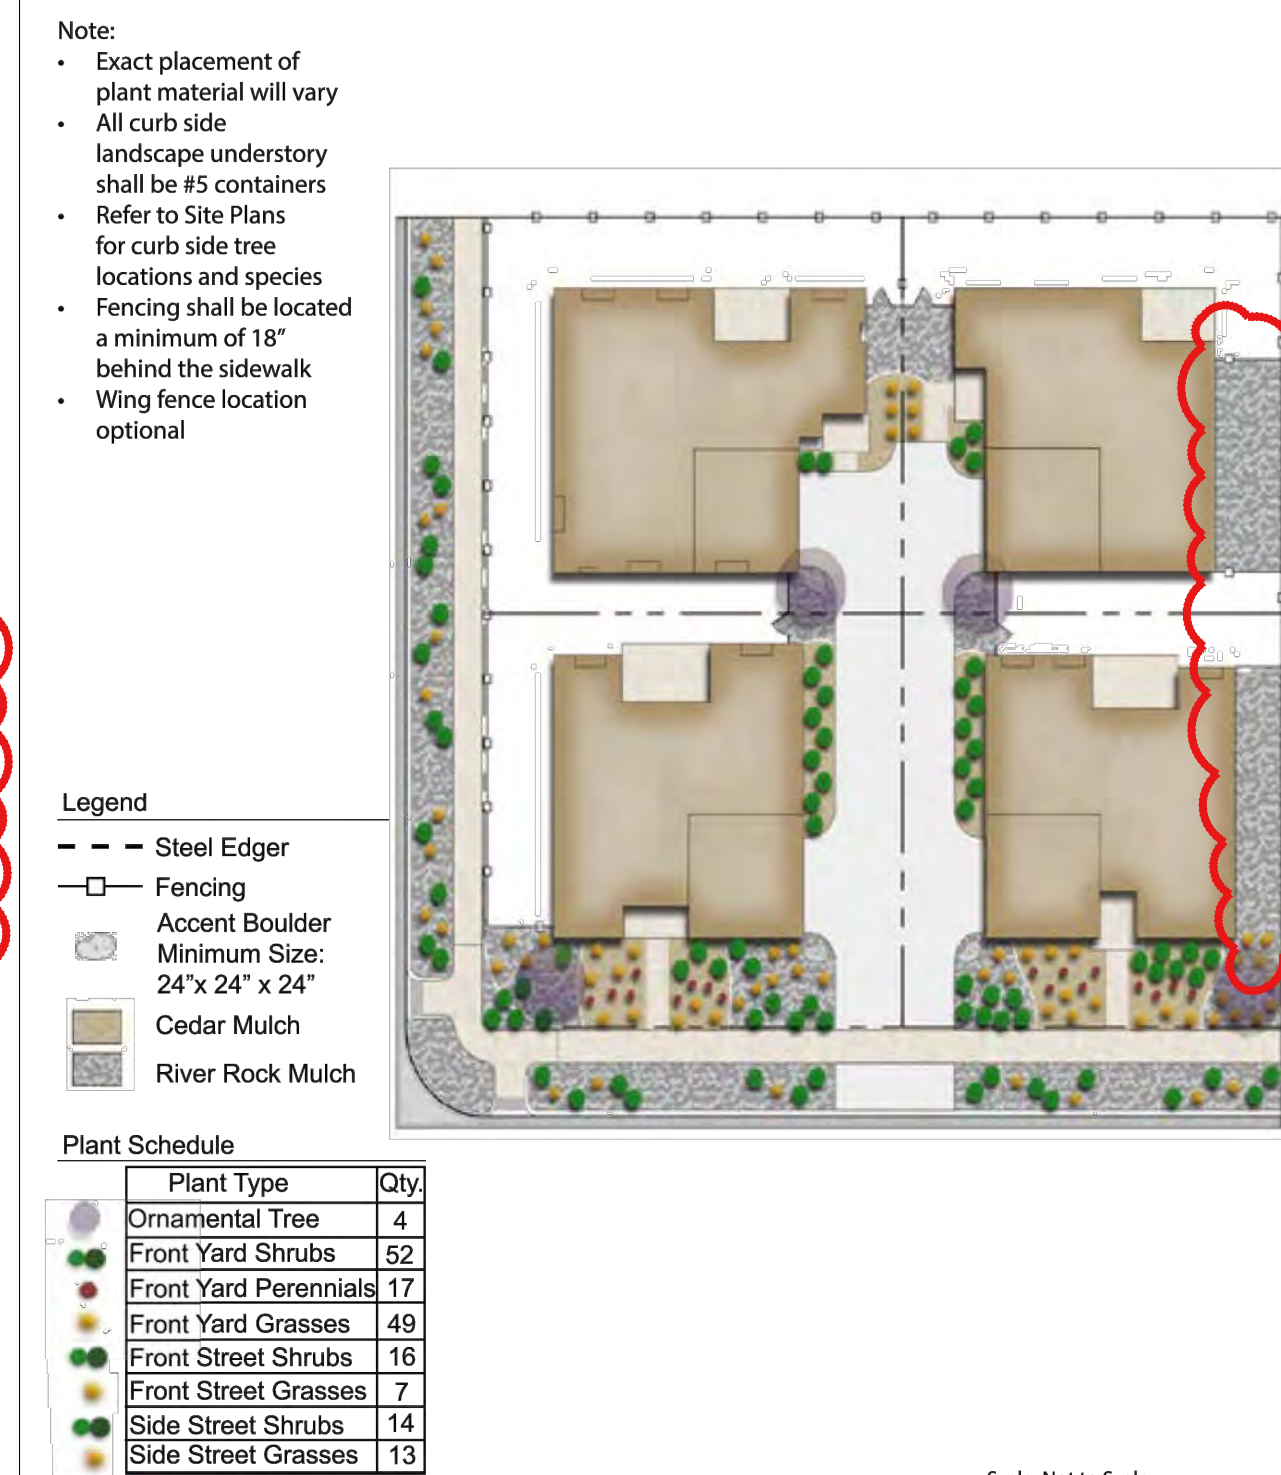 Note:
• Exact placement of
plant material will vary
• All curb side
landscape understory
shall be #5 containers
• Refer to Site Plans
for curb side tree
locations and species
• Fencing shall be located
a minimum of 18”
behind the sidewalk
• Wing fence location
optional
Legend
Steel Edger
Fencing
Accent Boulder
Minimum Size:
24”x 24” x 24”
Cedar Mulch
River Rock Mulch
Plant Schedule
Plant Type Qty.
Ornamental Tree 4
Front Yard Shrubs 52
Front Yard Perennials 17
Front Yard Grasses 49
Front Street Shrubs 16
Front Street Grasses 7
Side Street Shrubs 14
Side Street Grasses 13